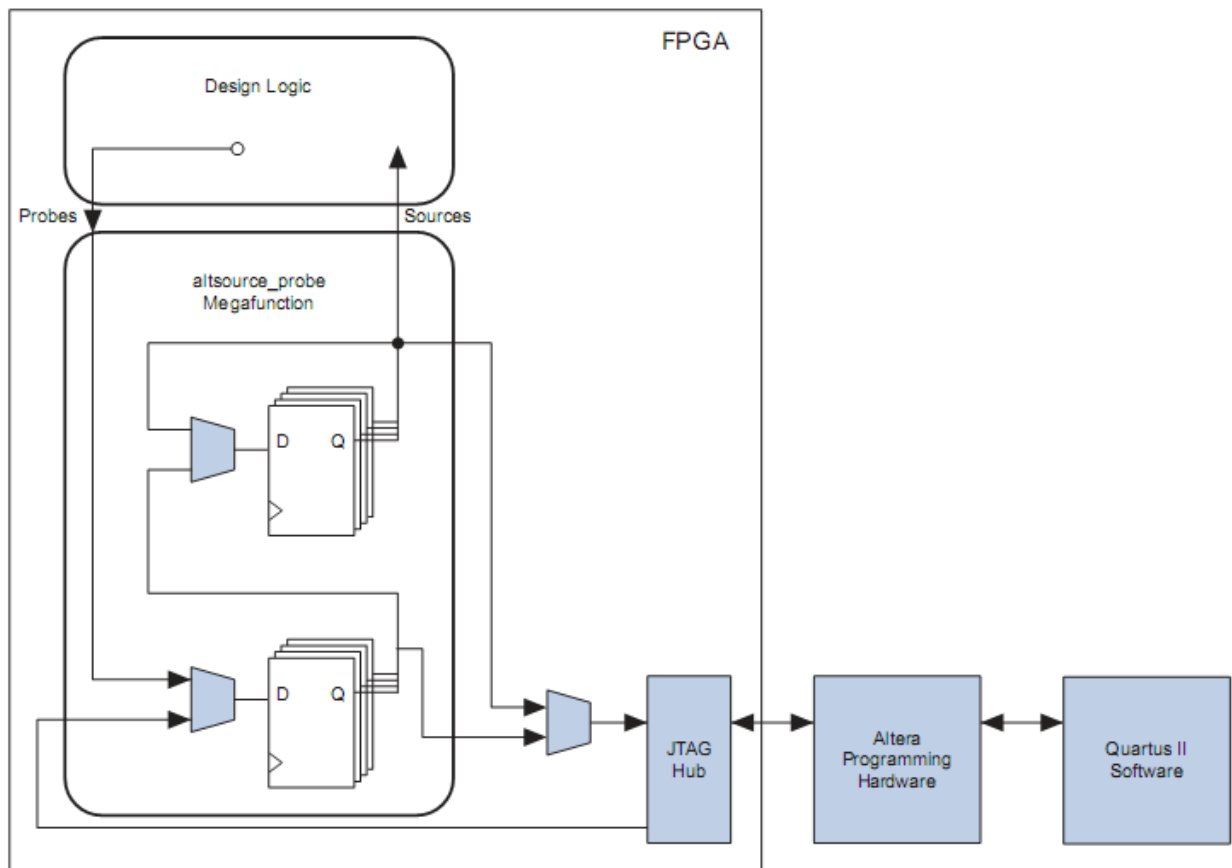 FPGA
Design Logic
Probes
Sources
altsource_probe
Megafunction
D
Q
D
Q
JTAG
Hub
Altera
Programming
Hardware
Quartus II
Software